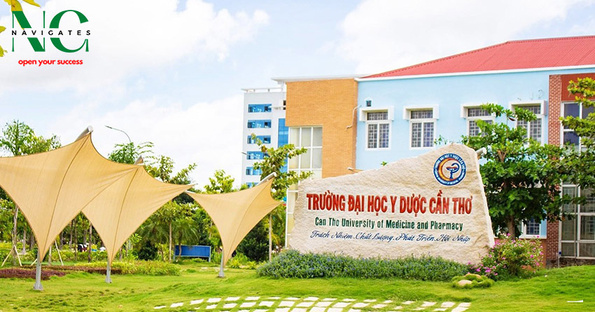 NG
NAVIGATES
open your success
TRƯỜNG ĐẠI HỌC Y DƯỢC CẦN THƠ
Can Tho University of Medicine and Pharmacy
Trách Nhiệm, Chất Lượng, Phát Triển, Hội Nhập